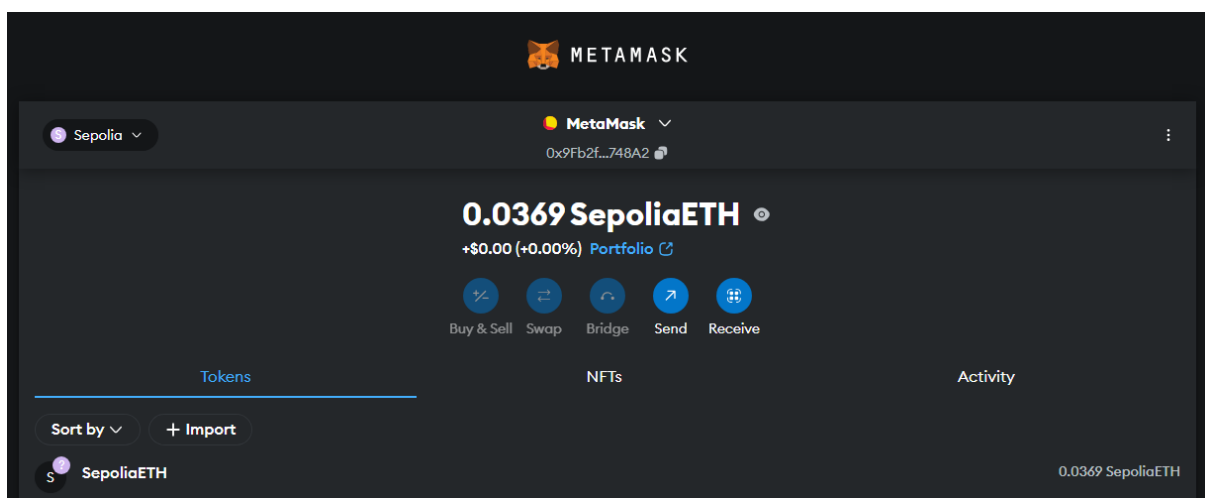 METAMASK
S Sepolia
MetaMask
0x9Fb2f...748A2
0.0369 SepoliaETH
+$0.00 (+0.00%) Portfolio
Buy & Sell Swap Bridge Send Receive
Tokens NFTs Activity
Sort by + Import
S ? SepoliaETH 0.0369 SepoliaETH